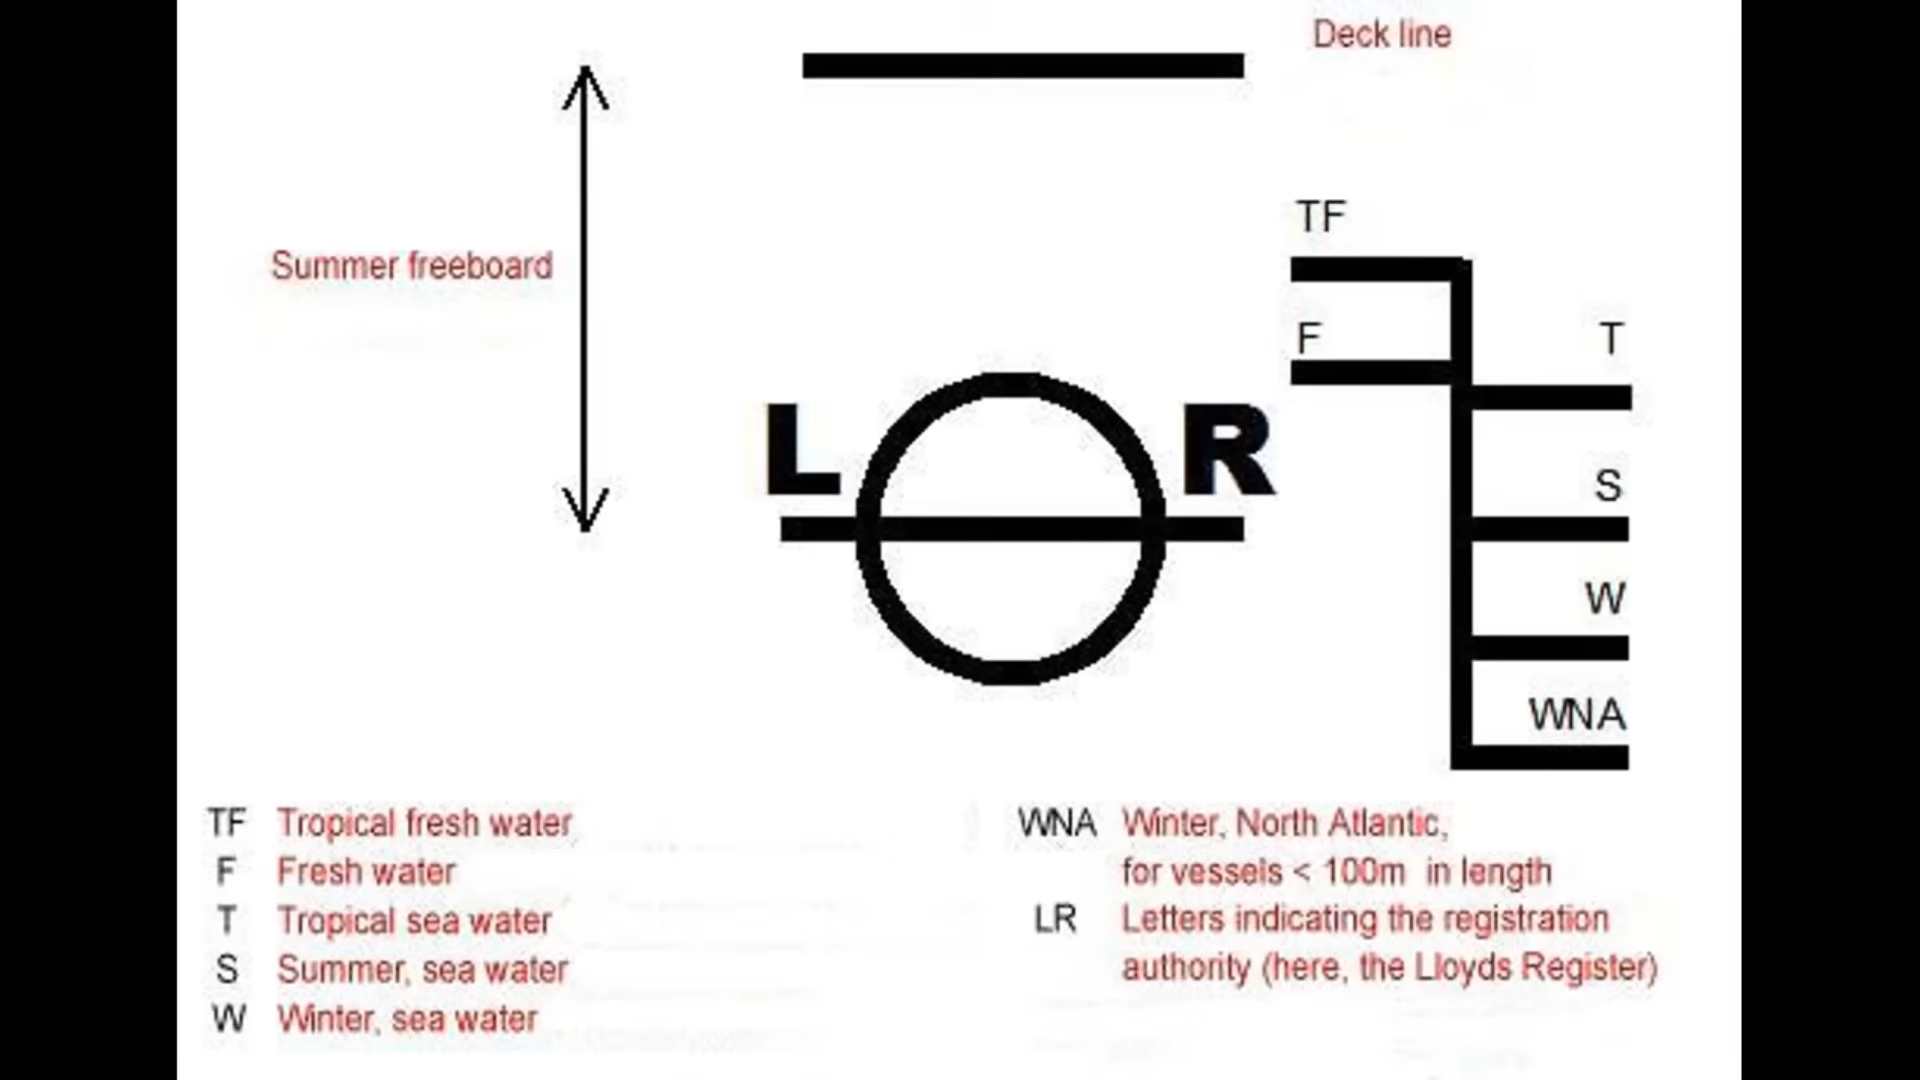 Deck line
TF
Summer freeboard
F
T
L R
S
W
WNA
TF Tropical fresh water
F Fresh water
T Tropical sea water
S Summer, sea water
W Winter, sea water
WNA Winter, North Atlantic,
for vessels < 100m in length
LR Letters indicating the registration
authority (here, the Lloyds Register)